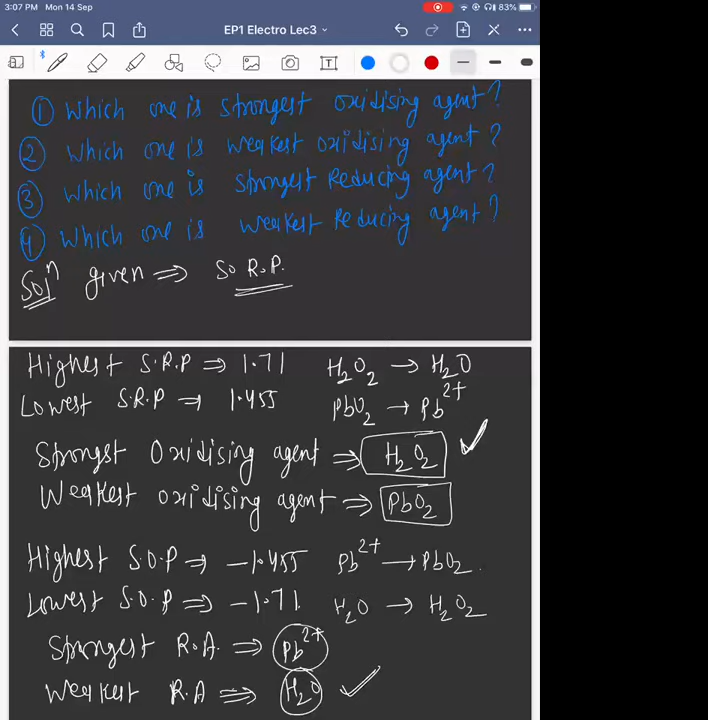 3:07 PM Mon 14 Sep 83%
EP1 Electro Lec3
① Which one is strongest oxidising agent?
② Which one is weakest oxidising agent?
③ Which one is strongest Reducing agent?
④ Which one is weakest Reducing agent?
Solⁿ given ⇒ S.R.P.
Highest S.R.P ⇒ 1.71 H₂O₂ → H₂O
Lowest S.R.P ⇒ 1.455 PbO₂ → Pb²⁺
Strongest Oxidising agent ⇒ H₂O₂ ✓
Weakest oxidising agent ⇒ PbO₂
Highest S.O.P ⇒ -1.455 Pb²⁺ → PbO₂.
Lowest S.O.P ⇒ -1.71. H₂O → H₂O₂
Strongest R.A. ⇒ Pb²⁺
Weakest R.A ⇒ H₂O ✓